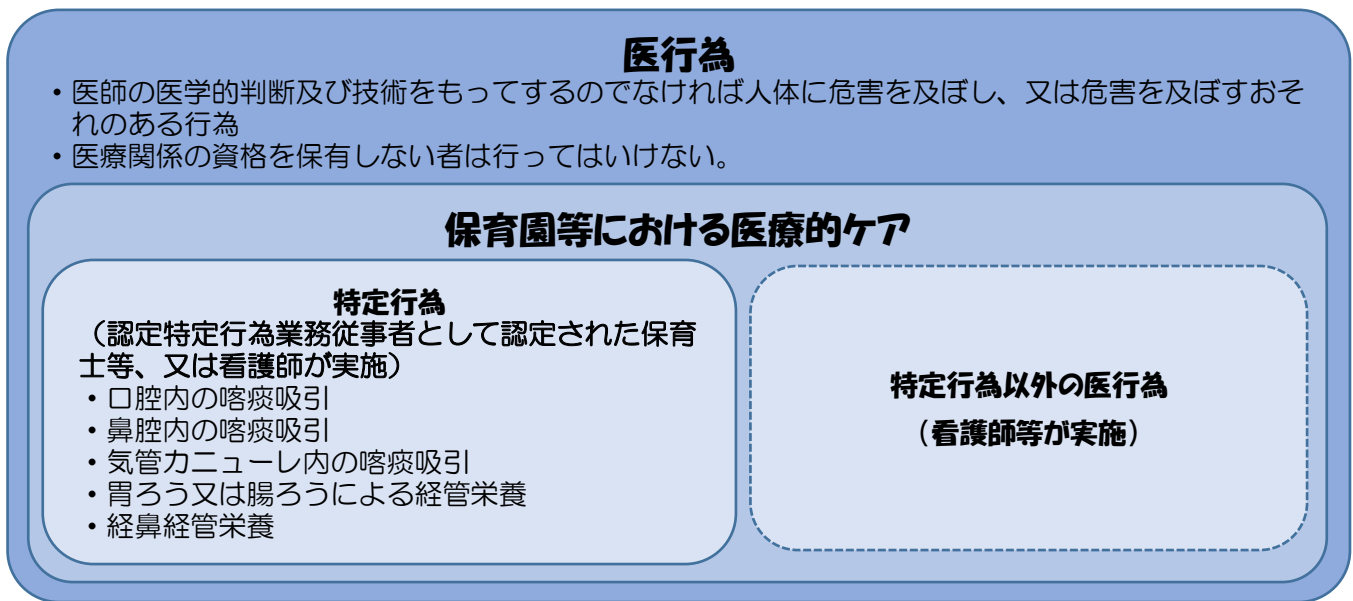 医行為
・医師の医学的判断及び技術をもってするのでなければ人体に危害を及ぼし、又は危害を及ぼすおそ
れのある行為
・医療関係の資格を保有しない者は行ってはいけない。
保育園等における医療的ケア
特定行為
（認定特定行為業務従事者として認定された保育
士等、又は看護師が実施）
・口腔内の喀痰吸引
・鼻腔内の喀痰吸引
・気管カニューレ内の喀痰吸引
・胃ろう又は腸ろうによる経管栄養
・経鼻経管栄養
特定行為以外の医行為
（看護師等が実施）